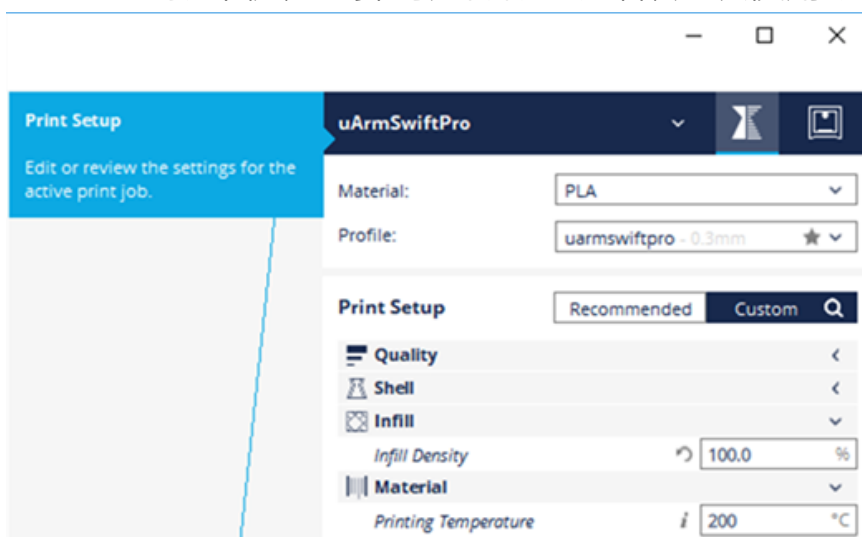 Print Setup
Edit or review the settings for the
active print job.
uArmSwiftPro
Material:
PLA
Profile:
uarmswiftpro - 0.3mm
Print Setup
Recommended
Custom
Quality
Shell
Infill
Infill Density
100.0
%
Material
Printing Temperature
i
200
°C